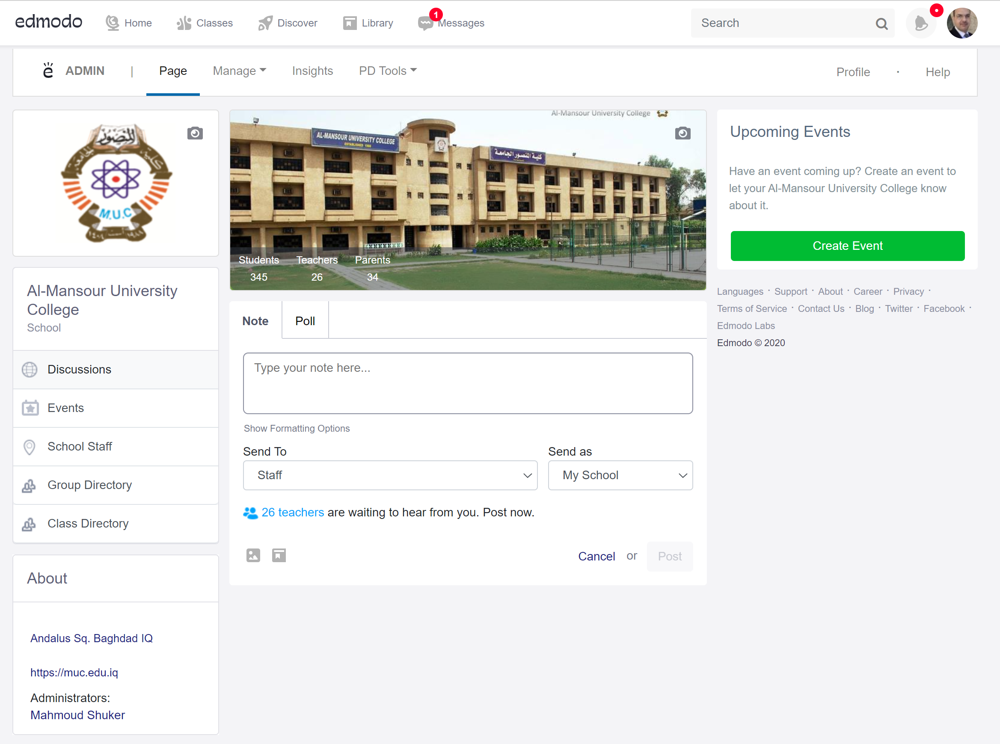 edmodo
Home
Classes
Discover
Library
1
Messages
Search
ADMIN
|
Page
Manage
Insights
PD Tools
Profile
·
Help
المنصور
كلية
الجامعة
M.U.C
Al-Mansour University College
AL-MANSOUR UNIVERSITY COLLEGE
ESTABLISHED 1988
كلية المنصور الجامعة
Students Teachers Parents
345 26 34
Upcoming Events
Have an event coming up? Create an event to
let your Al-Mansour University College know
about it.
Create Event
Languages · Support · About · Career · Privacy ·
Terms of Service · Contact Us · Blog · Twitter · Facebook ·
Edmodo Labs
Edmodo © 2020
Al-Mansour University
College
School
Discussions
Events
School Staff
Group Directory
Class Directory
About
Andalus Sq. Baghdad IQ
https://muc.edu.iq
Administrators:
Mahmoud Shuker
Note
Poll
Type your note here...
Show Formatting Options
Send To
Send as
Staff
My School
26 teachers are waiting to hear from you. Post now.
Cancel or Post